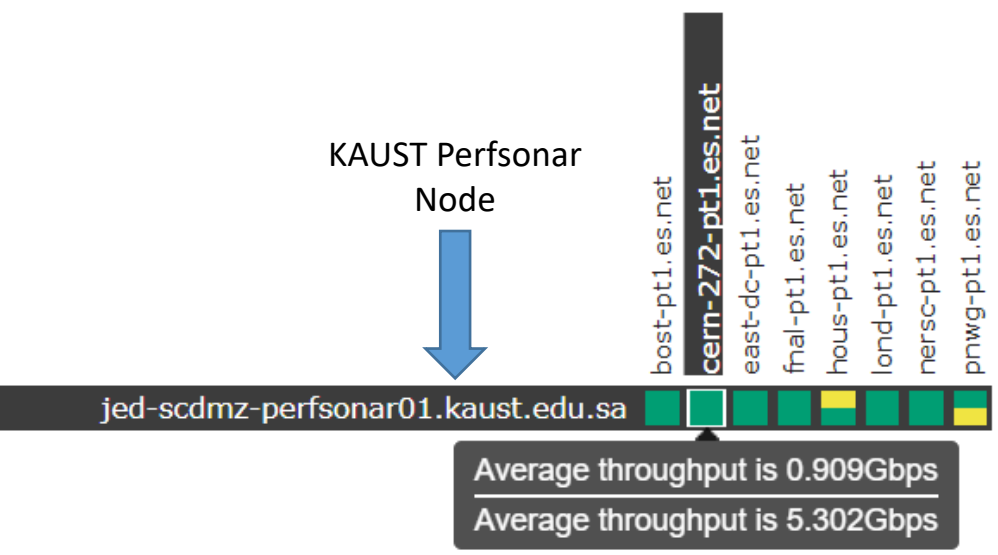 KAUST Perfsonar
Node
bost-pt1.es.net
cern-272-pt1.es.net
east-dc-pt1.es.net
fnal-pt1.es.net
hous-pt1.es.net
lond-pt1.es.net
nersc-pt1.es.net
pnwg-pt1.es.net
jed-scdmz-perfsonar01.kaust.edu.sa
Average throughput is 0.909Gbps
Average throughput is 5.302Gbps